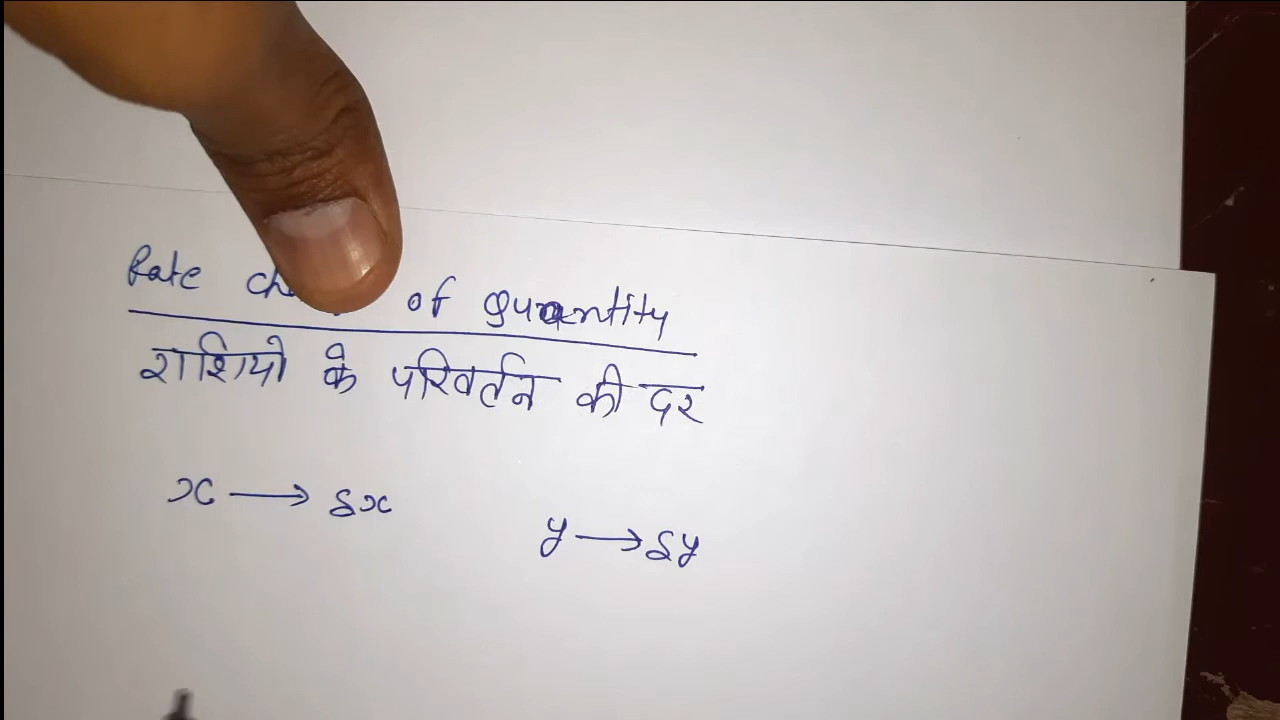 Rate of quantity
राशियो के परिवर्तन की दर
x → δx
y → δy